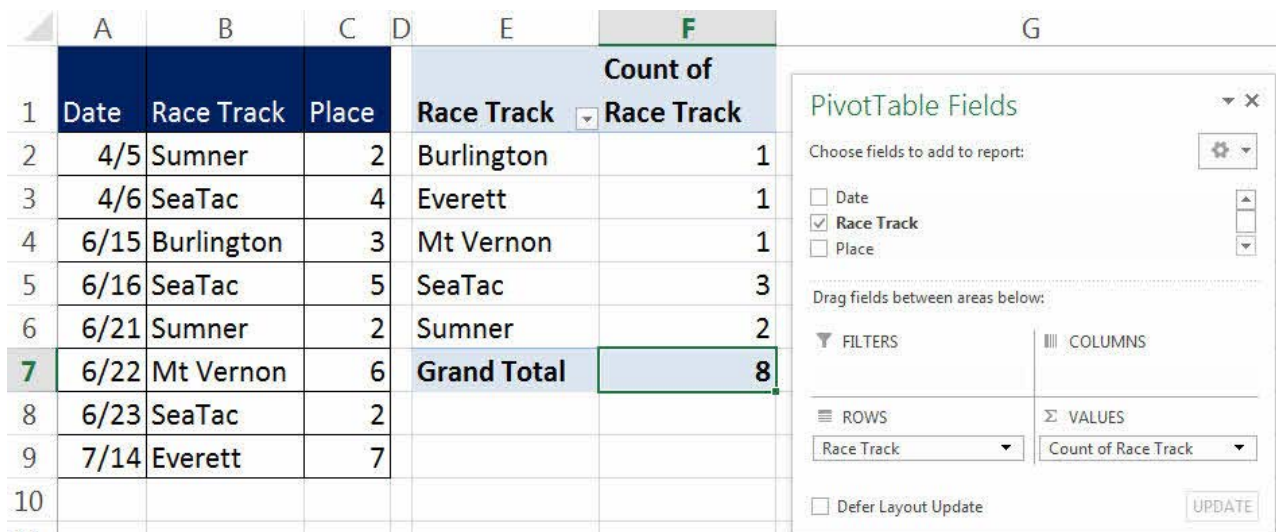 A B C D E F G
1 Date Race Track Place Race Track Count of Race Track
2 4/5 Sumner 2 Burlington 1
3 4/6 SeaTac 4 Everett 1
4 6/15 Burlington 3 Mt Vernon 1
5 6/16 SeaTac 5 SeaTac 3
6 6/21 Sumner 2 Sumner 2
7 6/22 Mt Vernon 6 Grand Total 8
8 6/23 SeaTac 2
9 7/14 Everett 7
10
PivotTable Fields
Choose fields to add to report:
Date
Race Track
Place
Drag fields between areas below:
FILTERS COLUMNS
ROWS Σ VALUES
Race Track Count of Race Track
Defer Layout Update UPDATE